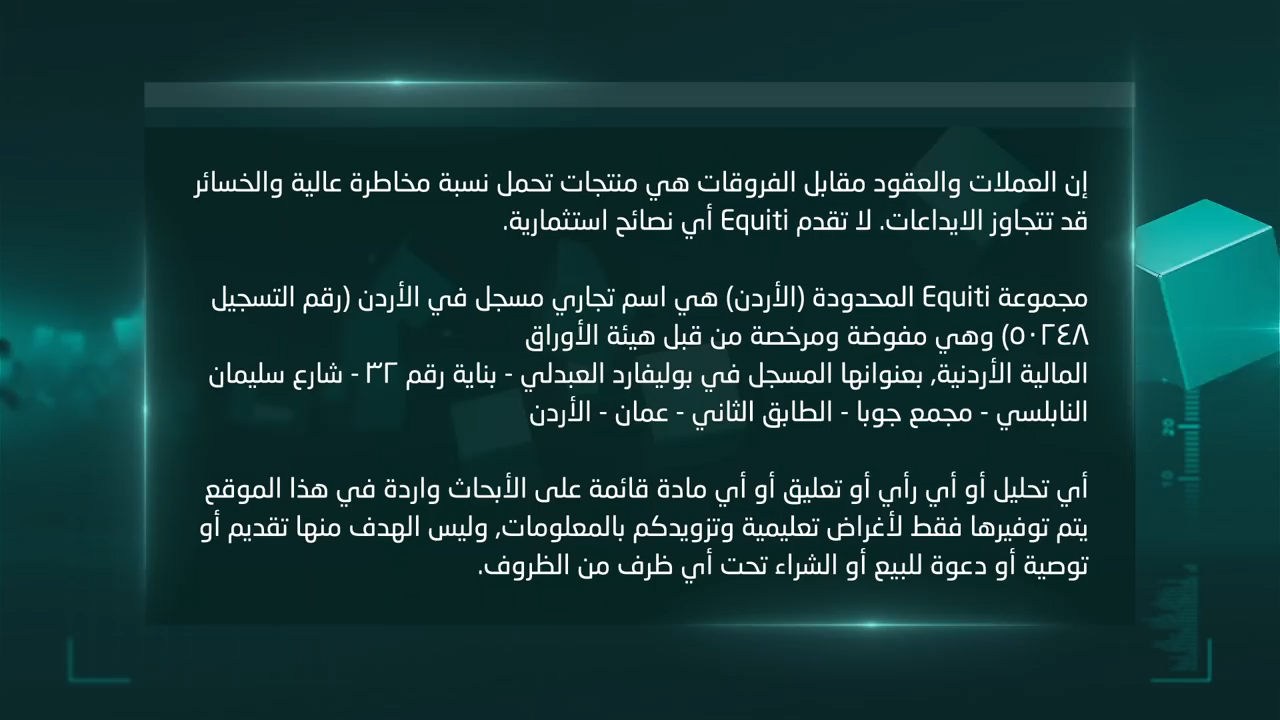 إن العملات والعقود مقابل الفروقات هي منتجات تحمل نسبة مخاطرة عالية والخسائر
قد تتجاوز الايداعات. لا تقدم Equiti أي نصائح استثمارية.
مجموعة Equiti المحدودة (الأردن) هي اسم تجاري مسجل في الأردن (رقم التسجيل
٥٠٢٤٨) وهي مفوضة ومرخصة من قبل هيئة الأوراق
المالية الأردنية, بعنوانها المسجل في بوليفارد العبدلي - بناية رقم ٣٢ - شارع سليمان
النابلسي - مجمع جوبا - الطابق الثاني - عمان - الأردن
أي تحليل أو أي رأي أو تعليق أو أي مادة قائمة على الأبحاث واردة في هذا الموقع
يتم توفيرها فقط لأغراض تعليمية وتزويدكم بالمعلومات, وليس الهدف منها تقديم أو
توصية أو دعوة للبيع أو الشراء تحت أي ظرف من الظروف.
20
10